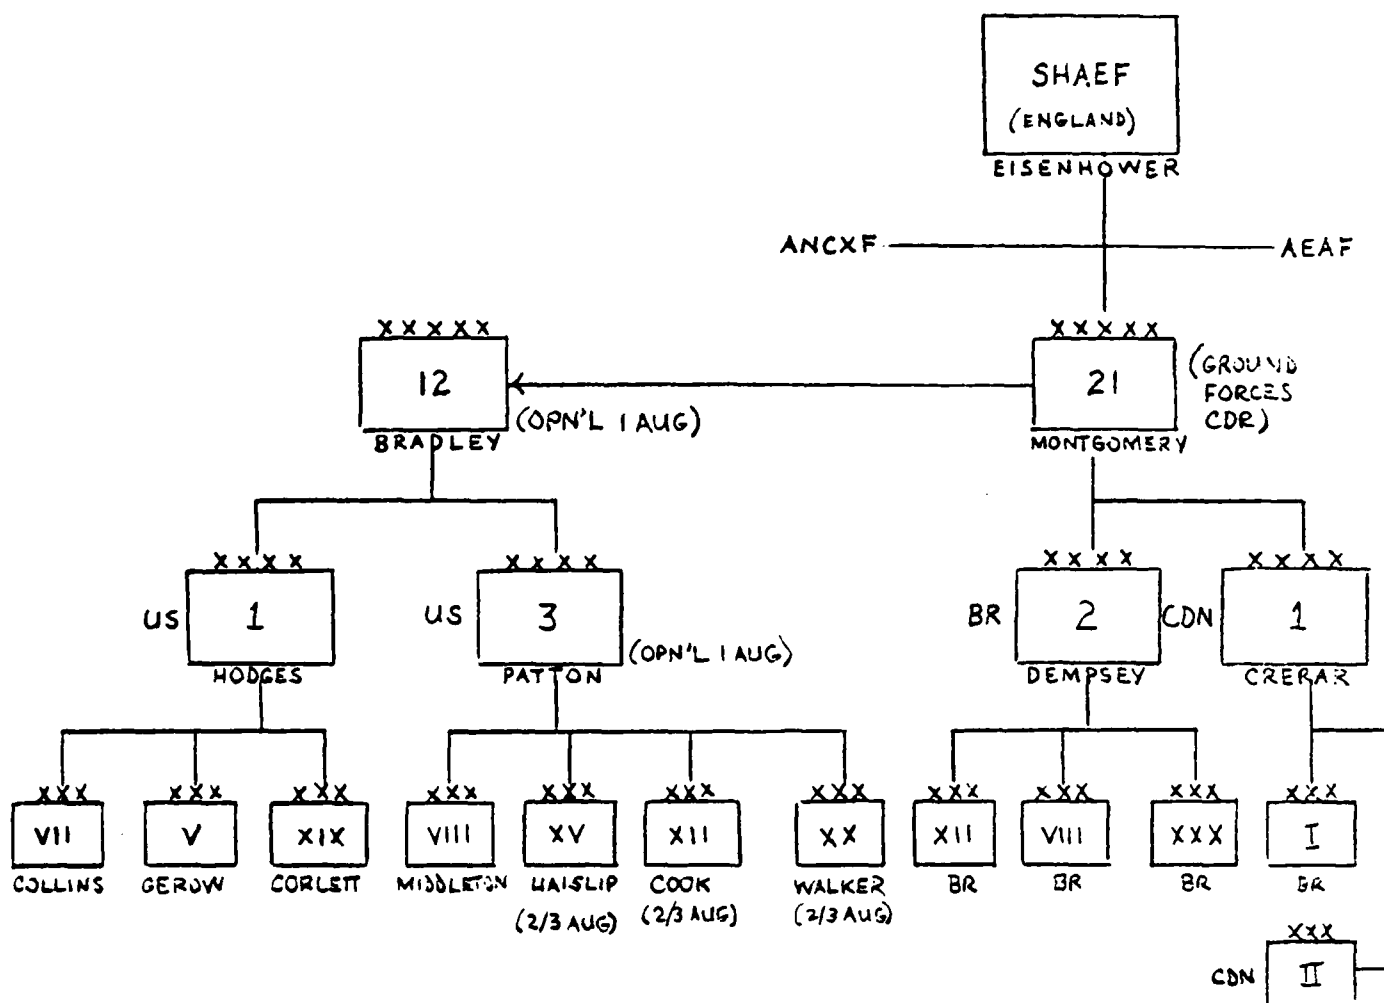 SHAEF
(ENGLAND)
EISENHOWER
ANCXF
AEAF
XXXXX
XXXXX
12
21
(GROUND
FORCES
CDR)
(OPN'L 1 AUG)
BRADLEY
MONTGOMERY
XXXX
XXXX
XXXX
XXXX
US
1
US
3
BR
2
CDN
1
(OPN'L 1 AUG)
HODGES
PATTON
DEMPSEY
CRERAR
XXX
XXX
XXX
XXX
XXX
XXX
XXX
XXX
XXX
XXX
XXX
VII
V
XIX
VIII
XV
XII
XX
XII
VIII
XXX
I
COLLINS
GEROW
CORLETT
MIDDLETON
HAISLIP
COOK
WALKER
BR
BR
BR
BR
(2/3 AUG)
(2/3 AUG)
(2/3 AUG)
XXX
CDN
II